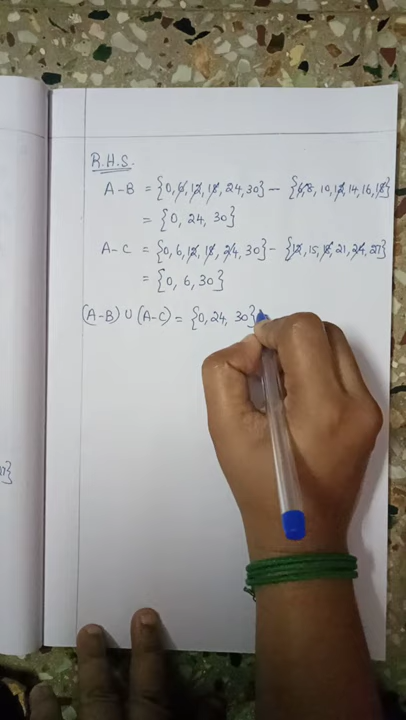 R.H.S.
A-B = {0, 6, 12, 18, 24, 30} - {6, 8, 10, 12, 14, 16, 18}
= {0, 24, 30}
A-C = {0, 6, 12, 18, 24, 30} - {12, 15, 18, 21, 24, 27}
= {0, 6, 30}
(A-B) U (A-C) = {0, 24, 30}